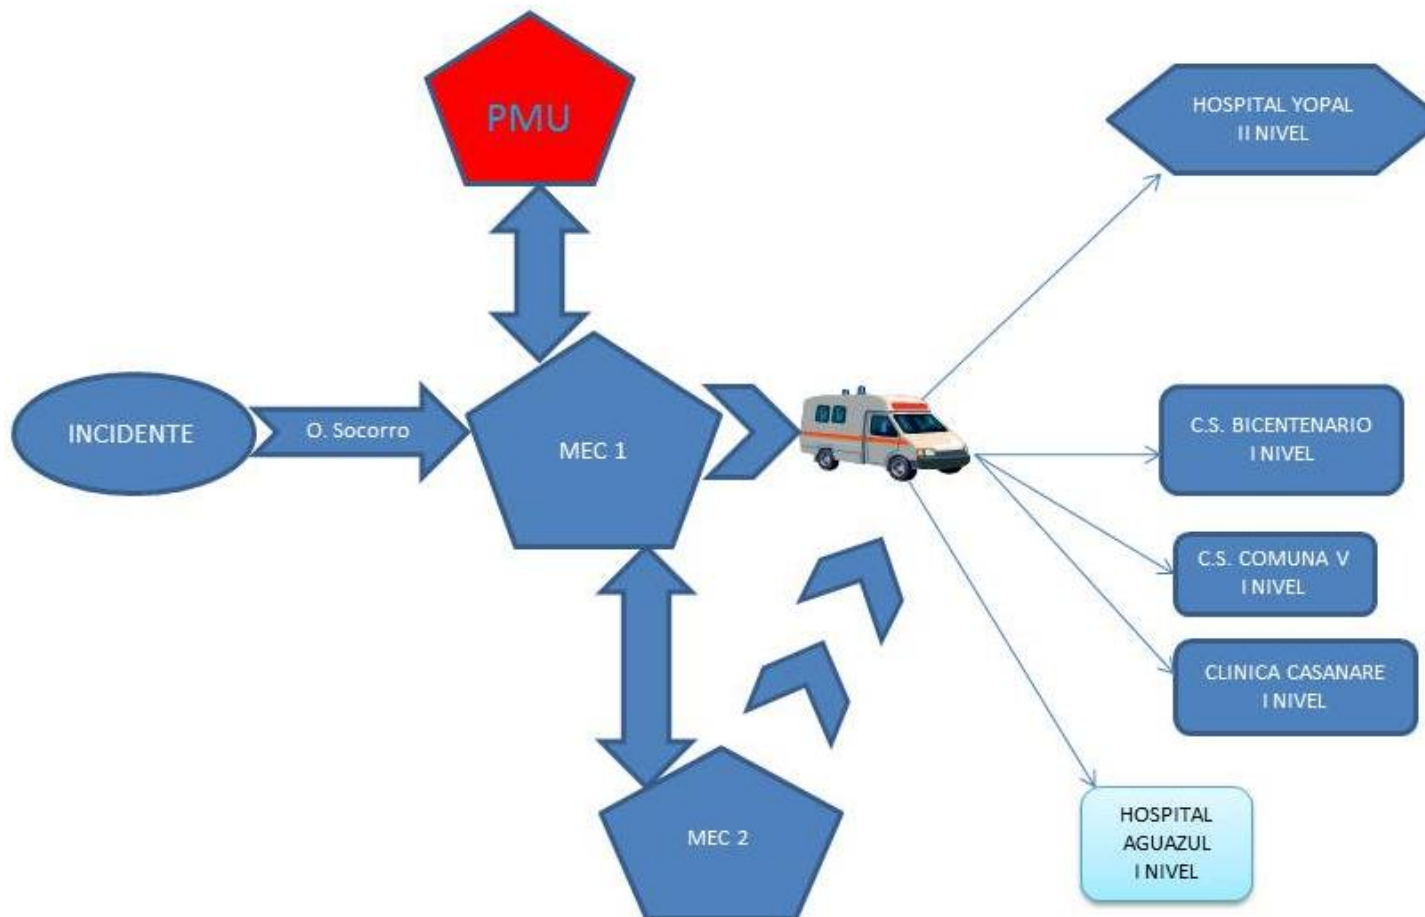 PMU
HOSPITAL YOPAL
II NIVEL
INCIDENTE
O. Socorro
MEC 1
C.S. BICENTENARIO
I NIVEL
C.S. COMUNA V
I NIVEL
CLINICA CASANARE
I NIVEL
MEC 2
HOSPITAL
AGUAZUL
I NIVEL